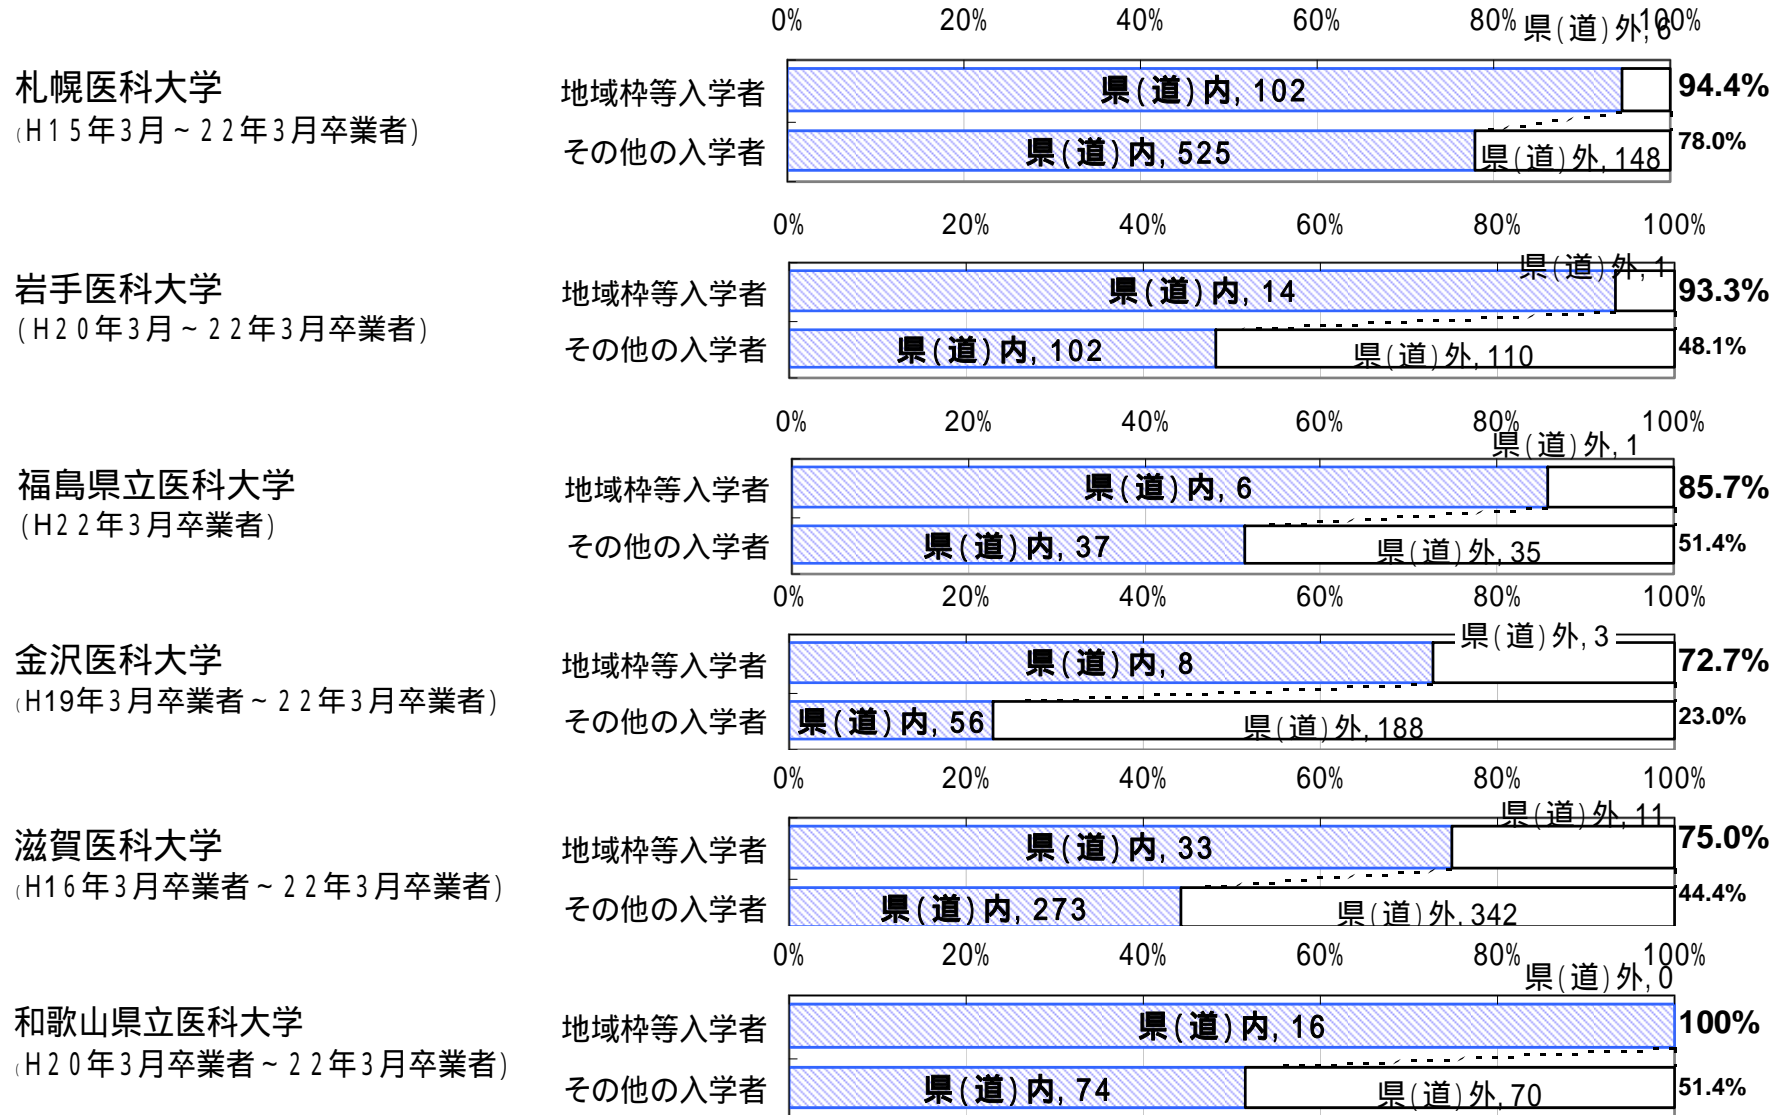 0% 20% 40% 60% 80% 100%
県(道)外, 6
札幌医科大学
(H15年3月～22年3月卒業者)
地域枠等入学者 県(道)内, 102 94.4%
その他の入学者 県(道)内, 525 県(道)外, 148 78.0%
0% 20% 40% 60% 80% 100%
県(道)外, 1
岩手医科大学
(H20年3月～22年3月卒業者)
地域枠等入学者 県(道)内, 14 93.3%
その他の入学者 県(道)内, 102 県(道)外, 110 48.1%
0% 20% 40% 60% 80% 100%
県(道)外, 1
福島県立医科大学
(H22年3月卒業者)
地域枠等入学者 県(道)内, 6 85.7%
その他の入学者 県(道)内, 37 県(道)外, 35 51.4%
0% 20% 40% 60% 80% 100%
県(道)外, 3
金沢医科大学
(H19年3月卒業者～22年3月卒業者)
地域枠等入学者 県(道)内, 8 72.7%
その他の入学者 県(道)内, 56 県(道)外, 188 23.0%
0% 20% 40% 60% 80% 100%
県(道)外, 11
滋賀医科大学
(H16年3月卒業者～22年3月卒業者)
地域枠等入学者 県(道)内, 33 75.0%
その他の入学者 県(道)内, 273 県(道)外, 342 44.4%
0% 20% 40% 60% 80% 100%
県(道)外, 0
和歌山県立医科大学
(H20年3月卒業者～22年3月卒業者)
地域枠等入学者 県(道)内, 16 100%
その他の入学者 県(道)内, 74 県(道)外, 70 51.4%